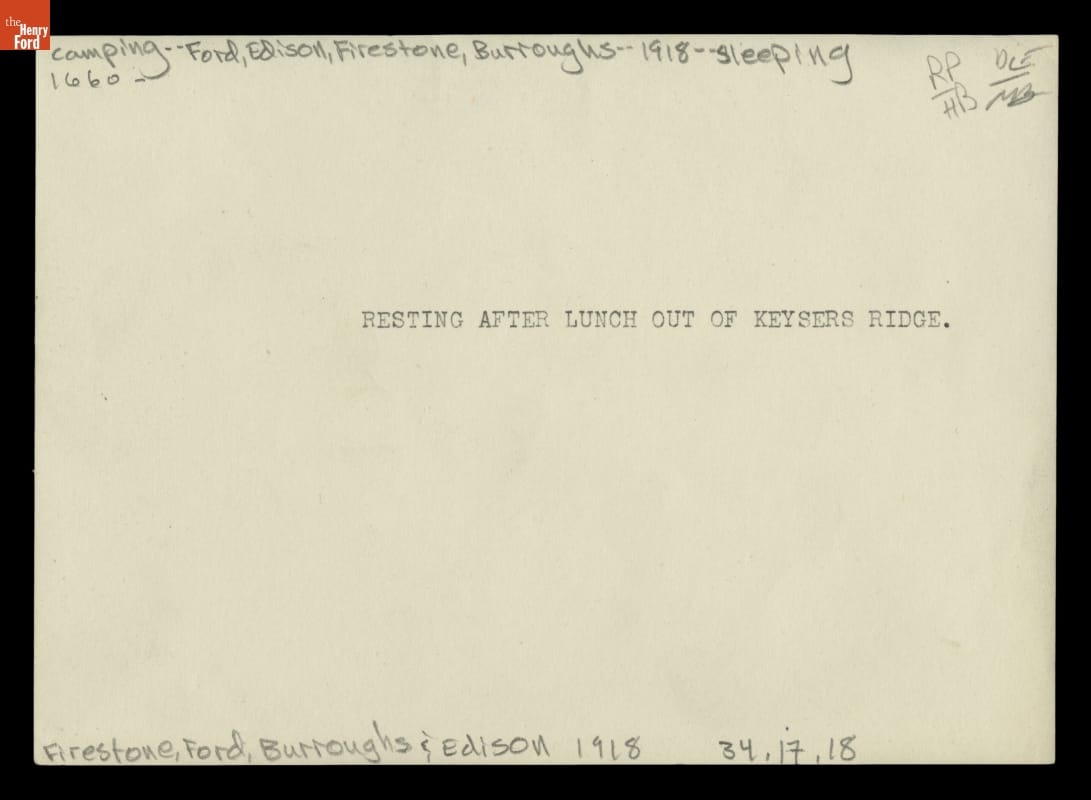 the
Henry
Ford
camping--Ford, Edison, Firestone, Burroughs--1918--sleeping
1660-
RP
HB
RESTING AFTER LUNCH OUT OF KEYSERS RIDGE.
Firestone, Ford, Burroughs & Edison 1918 34.17.18